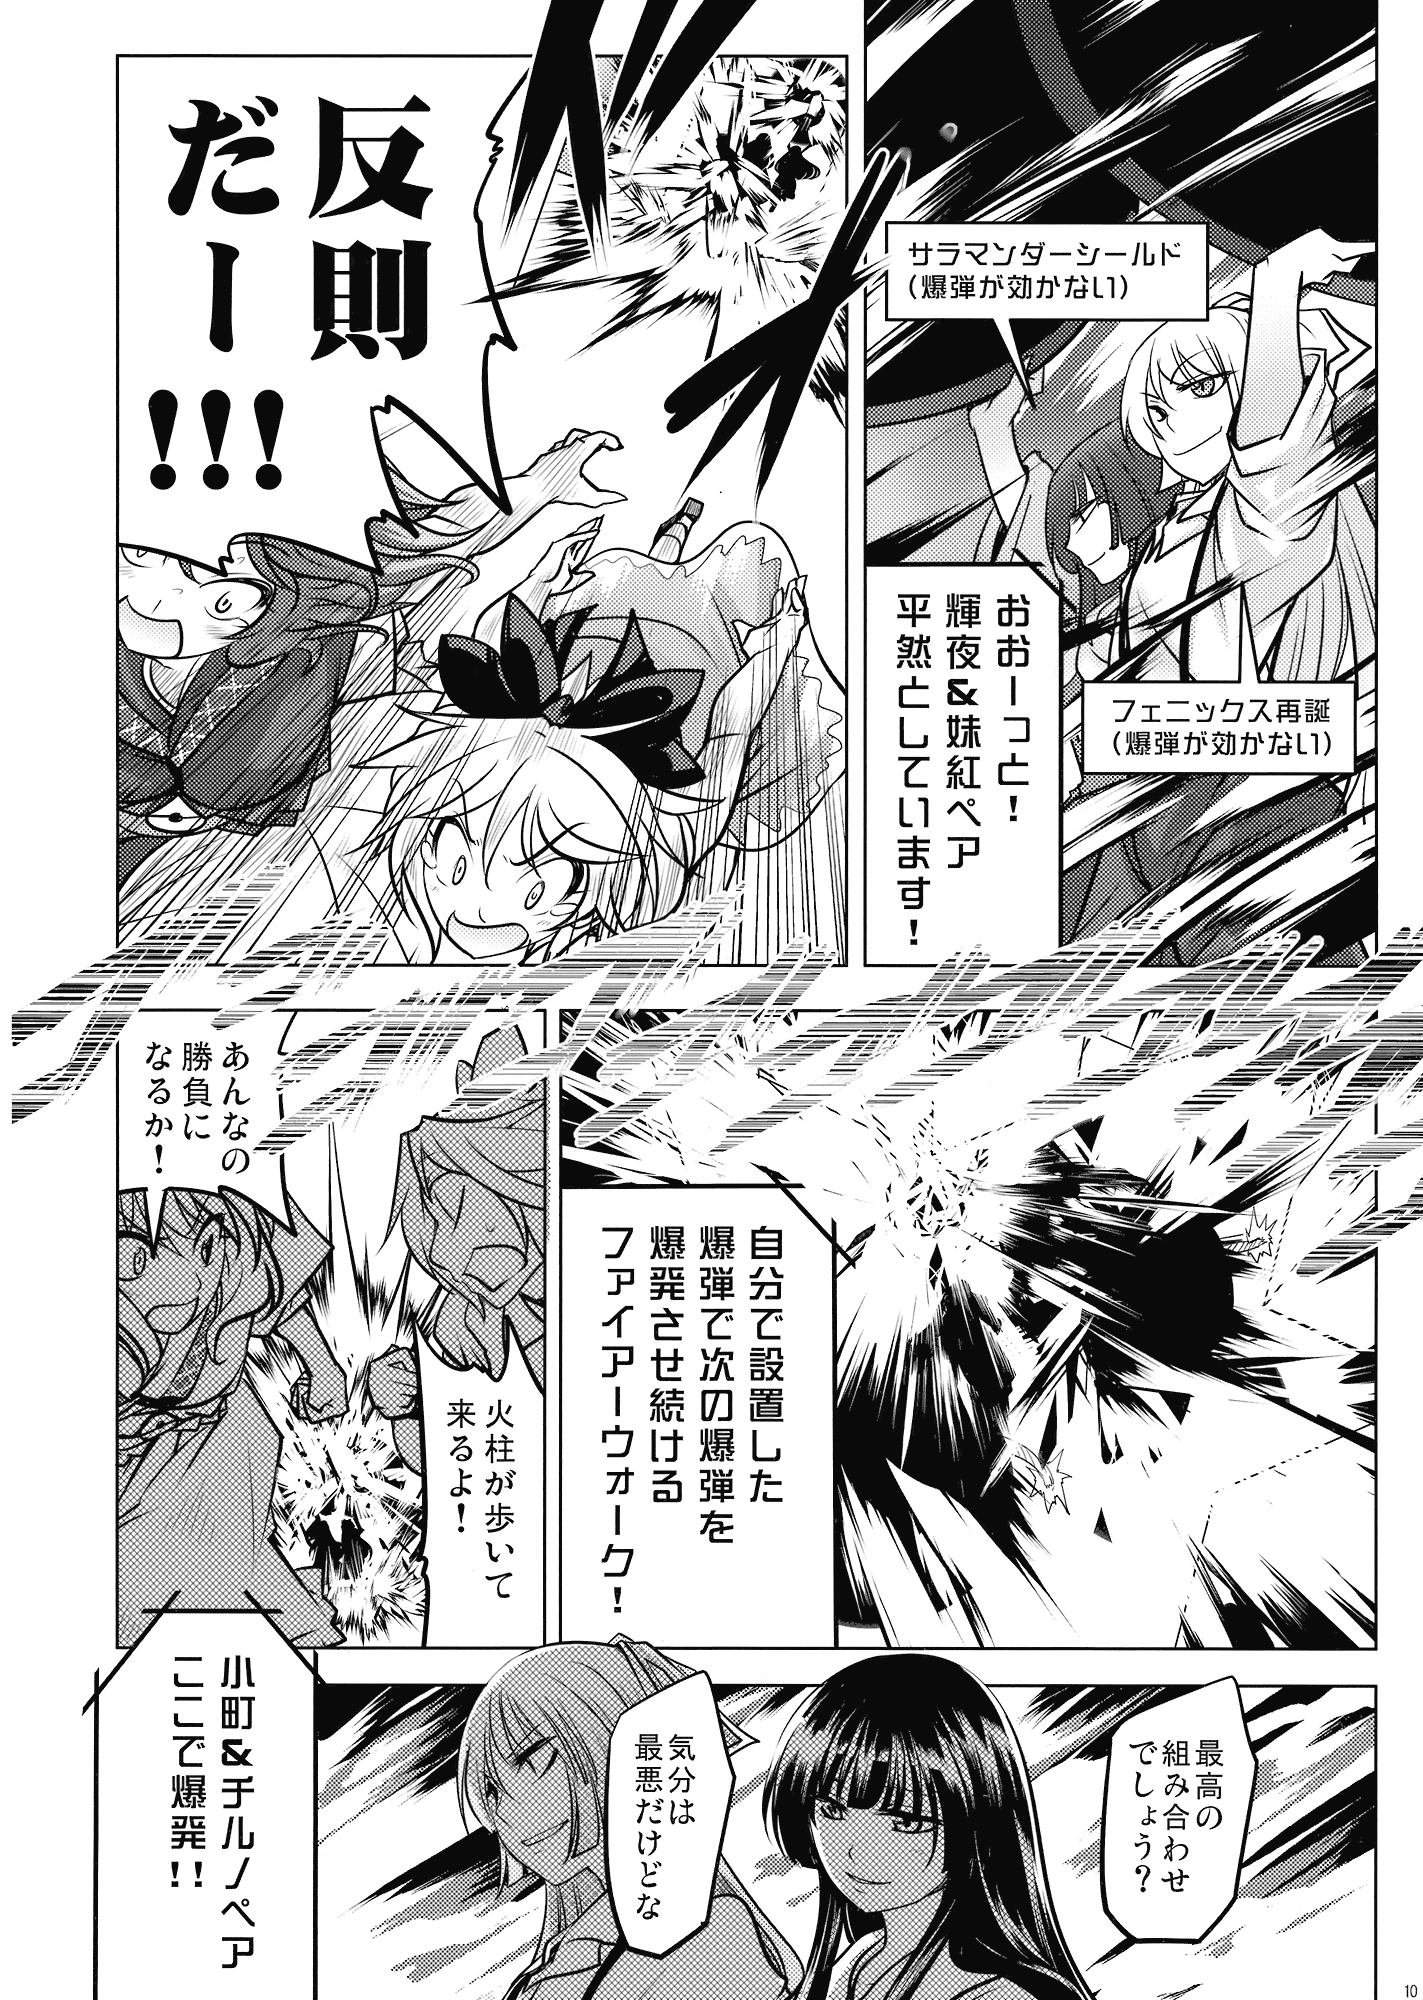 サラマンダーシールド
（爆弾が効かない）
おおーっと！
輝夜&妹紅ペア
平然としています！
フェニックス再誕
（爆弾が効かない）
反則
だー
!!!
自分で設置した
爆弾で次の爆弾を
爆発させ続ける
ファイアーウォーク！
火柱が歩いて
来るよ！
あんなの
勝負に
なるか！
最高の
組み合わせ
でしょう？
気分は
最悪だけどな
小町&チルノペア
ここで爆発!!
10